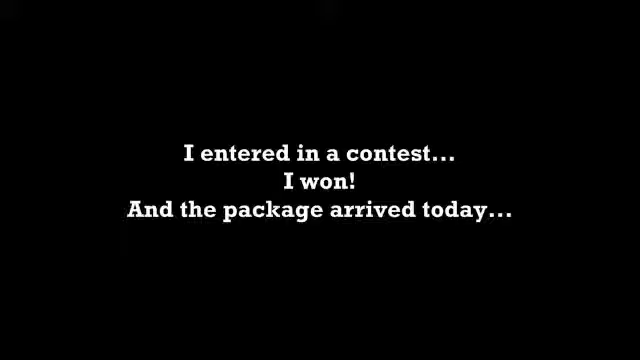 I entered in a contest...
I won!
And the package arrived today...